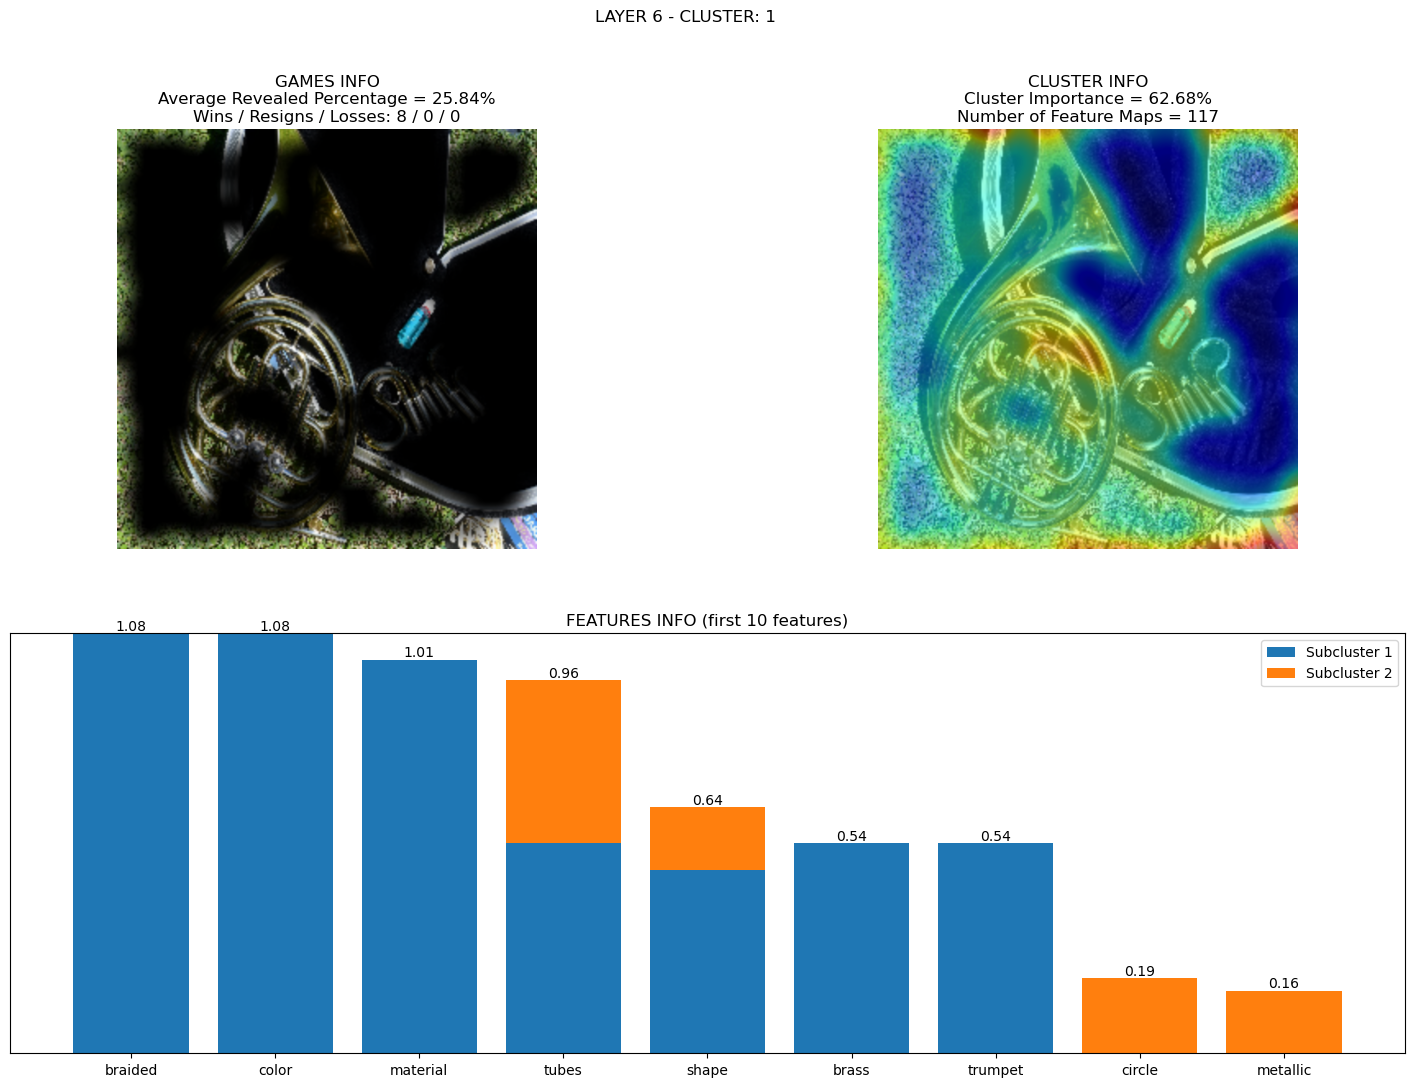 LAYER 6 - CLUSTER: 1
GAMES INFO
Average Revealed Percentage = 25.84%
Wins / Resigns / Losses: 8 / 0 / 0
CLUSTER INFO
Cluster Importance = 62.68%
Number of Feature Maps = 117
FEATURES INFO (first 10 features)
1.08
1.08
1.01
0.96
0.64
0.54
0.54
0.19
0.16
Subcluster 1
Subcluster 2
braided
color
material
tubes
shape
brass
trumpet
circle
metallic